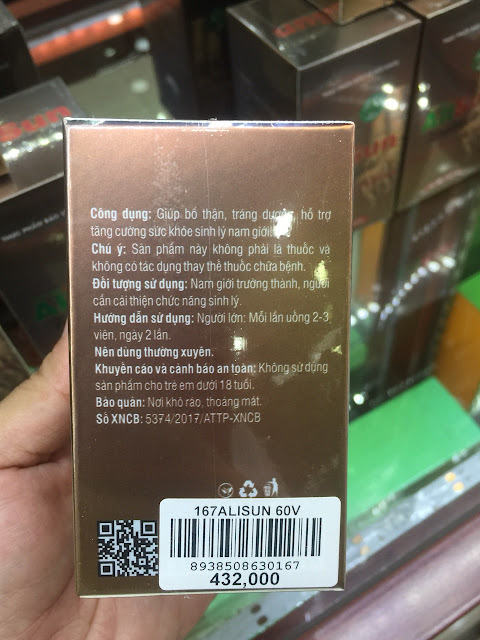 Sun
Alisun
Công dụng: Giúp bổ thận, tráng dương, hỗ trợ
tăng cường sức khỏe sinh lý nam giới.
Chú ý: Sản phẩm này không phải là thuốc và
không có tác dụng thay thế thuốc chữa bệnh.
Đối tượng sử dụng: Nam giới trưởng thành, người
cần cải thiện chức năng sinh lý.
Hướng dẫn sử dụng: Người lớn: Mỗi lần uống 2-3
viên, ngày 2 lần.
Nên dùng thường xuyên.
Khuyến cáo và cảnh báo an toàn: Không sử dụng
sản phẩm cho trẻ em dưới 18 tuổi.
Bảo quản: Nơi khô ráo, thoáng mát.
Số XNCB: 5374/2017/ATTP-XNCB
167ALISUN 60V
8938508630167
432,000